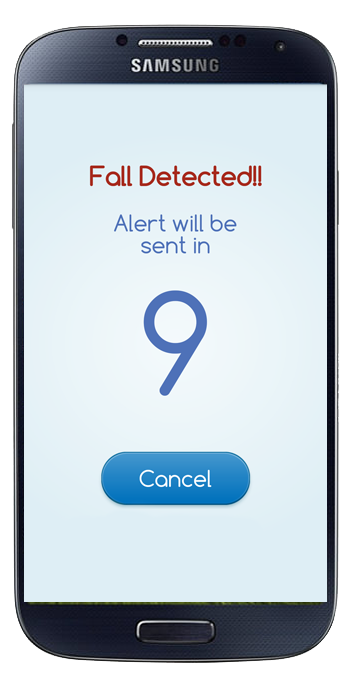 SAMSUNG
Fall Detected!!
Alert will be
sent in
9
Cancel